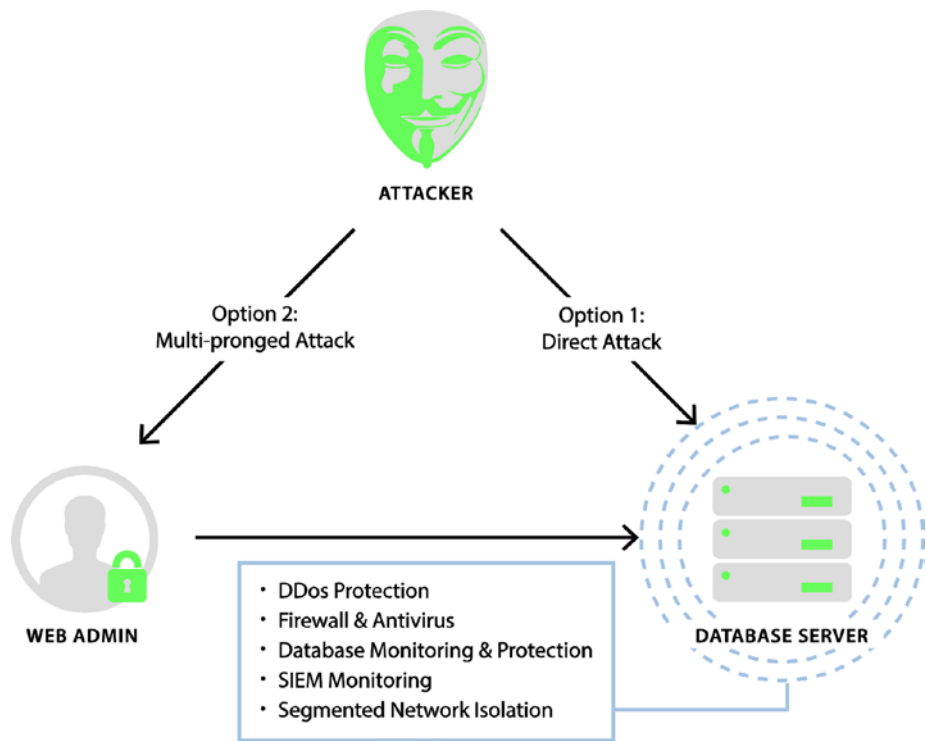 ATTACKER
Option 2:
Multi-pronged Attack
Option 1:
Direct Attack
WEB ADMIN
· DDos Protection
· Firewall & Antivirus
· Database Monitoring & Protection
· SIEM Monitoring
· Segmented Network Isolation
DATABASE SERVER